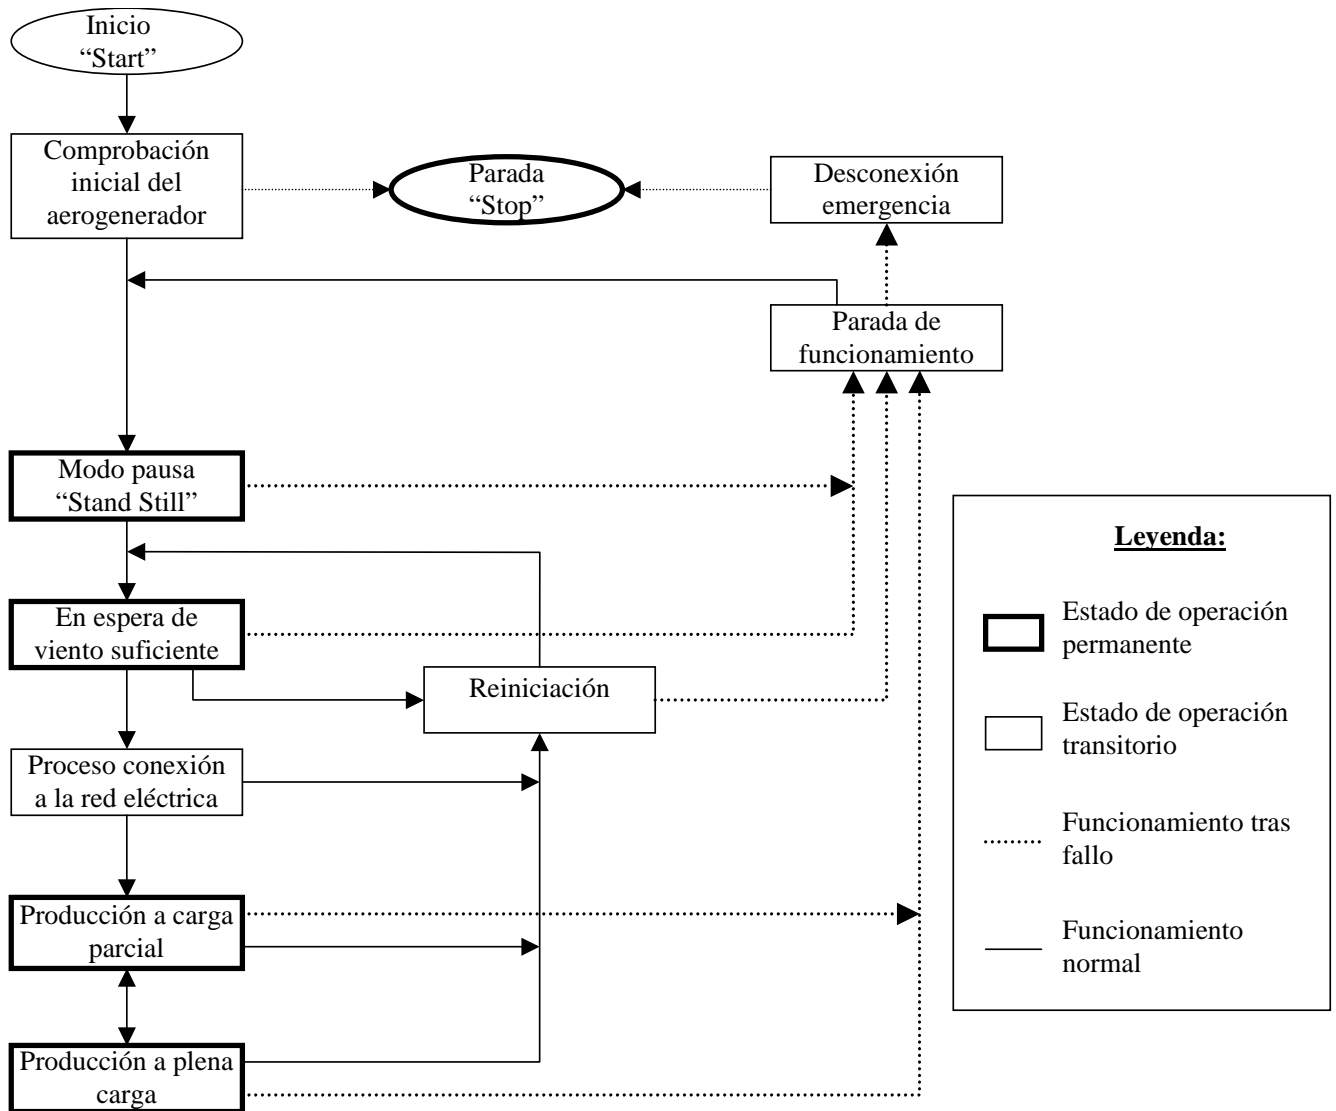 Inicio
“Start”
Comprobación
inicial del
aerogenerador
Parada
“Stop”
Desconexión
emergencia
Parada de
funcionamiento
Modo pausa
“Stand Still”
En espera de
viento suficiente
Reiniciación
Proceso conexión
a la red eléctrica
Producción a carga
parcial
Producción a plena
carga
Leyenda:
Estado de operación
permanente
Estado de operación
transitorio
Funcionamiento tras
fallo
Funcionamiento
normal